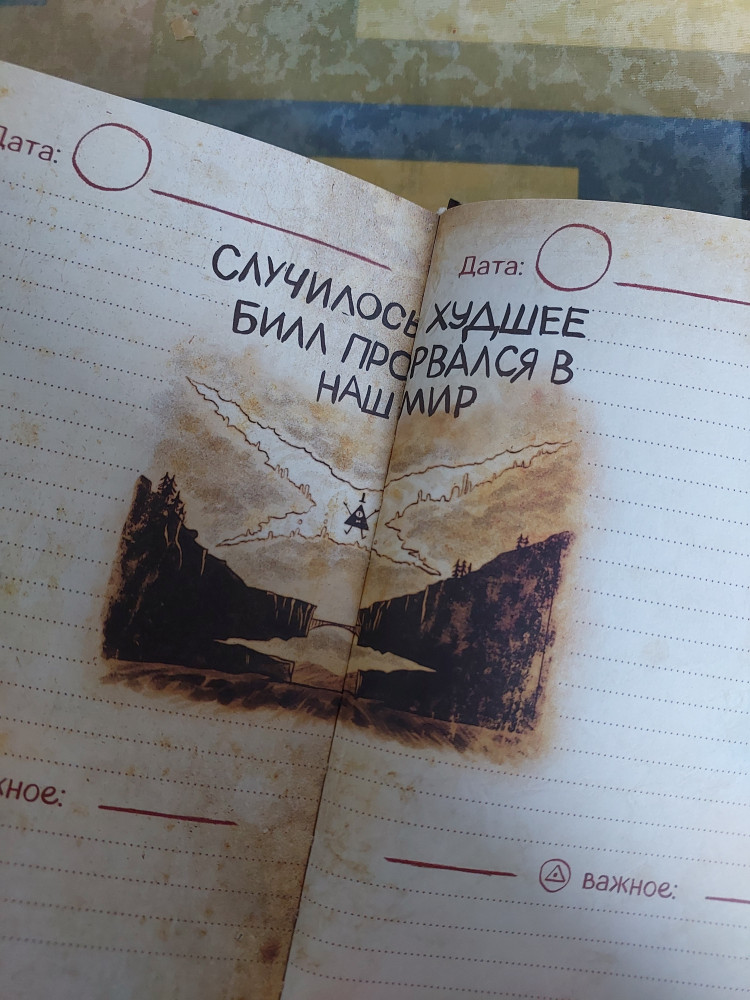 Дата:
Дата:
СЛУЧИЛОСЬ ХУДШЕЕ
БИЛЛ ПРОРВАЛСЯ В
НАШ МИР
жное:
важное: